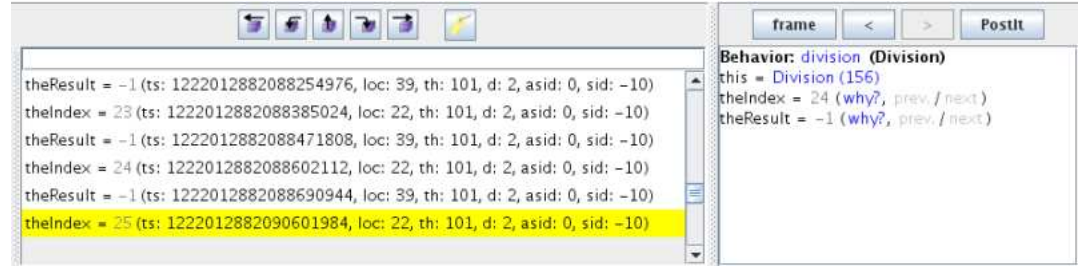 frame < > PostIt
theResult = −1 (ts: 1222012882088254976, loc: 39, th: 101, d: 2, asid: 0, sid: −10)
theIndex = 23 (ts: 1222012882088385024, loc: 22, th: 101, d: 2, asid: 0, sid: −10)
theResult = −1 (ts: 1222012882088471808, loc: 39, th: 101, d: 2, asid: 0, sid: −10)
theIndex = 24 (ts: 1222012882088602112, loc: 22, th: 101, d: 2, asid: 0, sid: −10)
theResult = −1 (ts: 1222012882088690944, loc: 39, th: 101, d: 2, asid: 0, sid: −10)
theIndex = 25 (ts: 1222012882090601984, loc: 22, th: 101, d: 2, asid: 0, sid: −10)
Behavior: division (Division)
this = Division (156)
theIndex = 24 (why?, prev. / next )
theResult = −1 (why?, prev. / next )